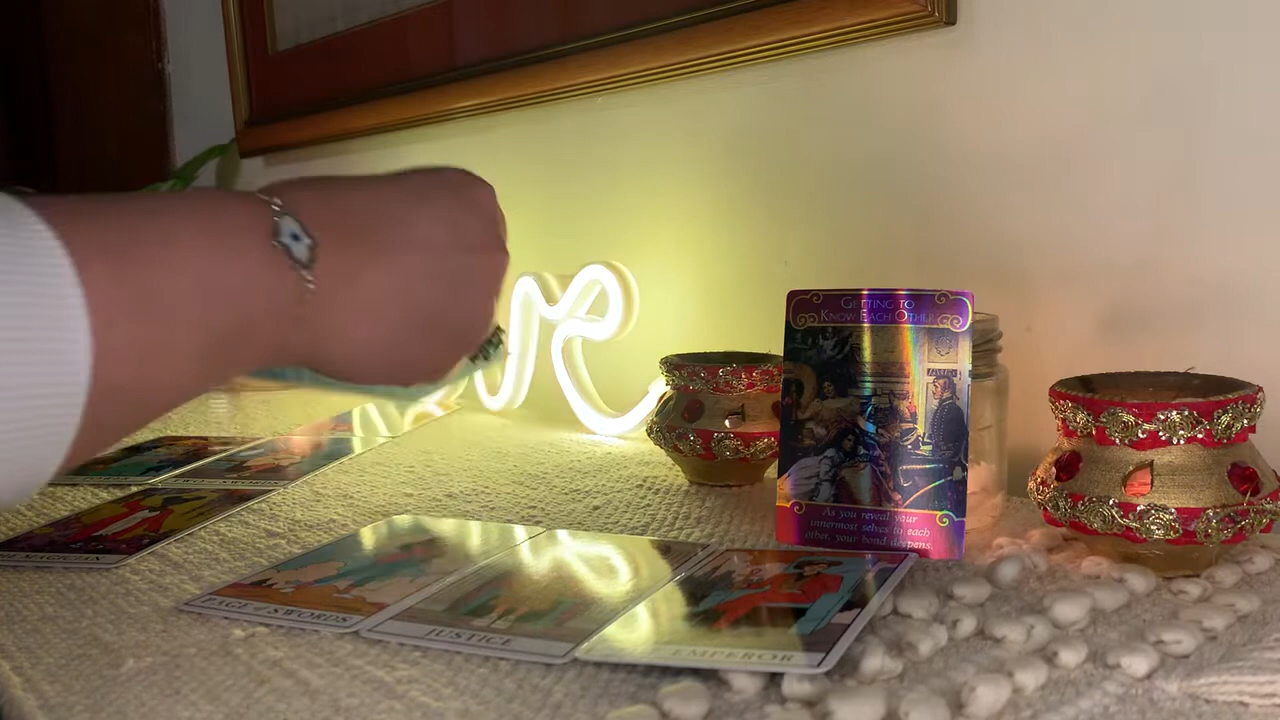 GETTING TO
KNOW EACH OTHER
As you reveal your
innermost selves to each
other, your bond deepens.
PAGE of SWORDS
JUSTICE
EMPEROR